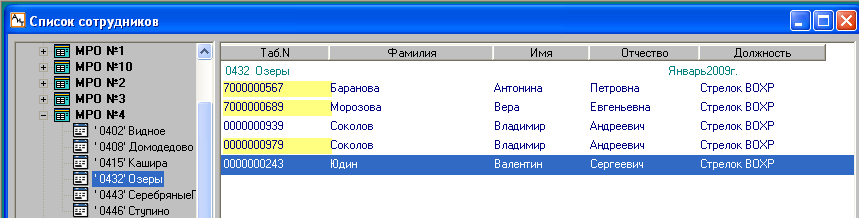 Список сотрудников
МРО №1
МРО №10
МРО №2
МРО №3
МРО №4
'0402' Видное
'0408' Домодедово
'0415' Кашира
'0432' Озеры
'0443' СеребряныеП
'0446' Ступино
Таб.N Фамилия Имя Отчество Должность
0432 Озеры Январь2009г.
7000000567 Баранова Антонина Петровна Стрелок ВОХР
7000000689 Морозова Вера Евгеньевна Стрелок ВОХР
0000000939 Соколов Владимир Андреевич Стрелок ВОХР
0000000979 Соколов Владимир Андреевич Стрелок ВОХР
0000000243 Юдин Валентин Сергеевич Стрелок ВОХР